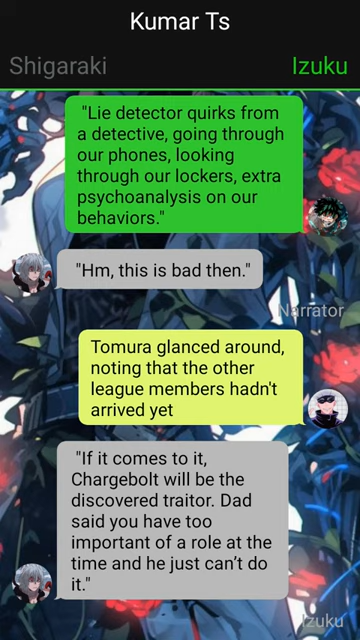 Kumar Ts
Shigaraki
Izuku
"Lie detector quirks from
a detective, going through
our phones, looking
through our lockers, extra
psychoanalysis on our
behaviors."
"Hm, this is bad then."
Narrator
Tomura glanced around,
noting that the other
league members hadn't
arrived yet
"If it comes to it,
Chargebolt will be the
discovered traitor. Dad
said you have too
important of a role at the
time and he just can't do
it."
Izuku